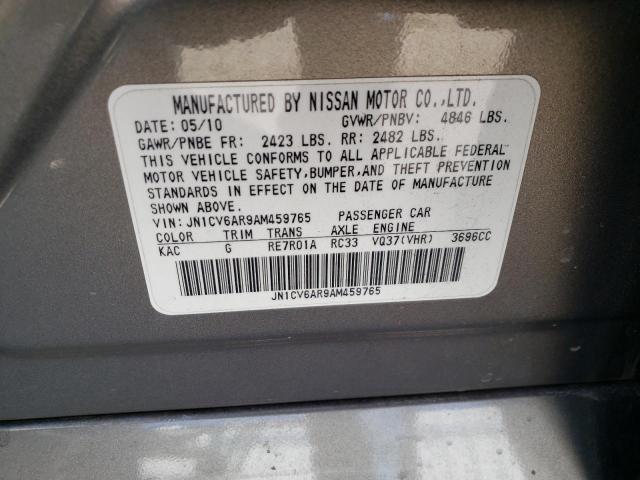 MANUFACTURED BY NISSAN MOTOR CO.,LTD.
DATE: 05/10 GVWR/PNBV: 4846 LBS.
GAWR/PNBE FR: 2423 LBS. RR: 2482 LBS.
THIS VEHICLE CONFORMS TO ALL APPLICABLE FEDERAL
MOTOR VEHICLE SAFETY,BUMPER,AND THEFT PREVENTION
STANDARDS IN EFFECT ON THE DATE OF MANUFACTURE
SHOWN ABOVE.
VIN: JN1CV6AR9AM459765 PASSENGER CAR
COLOR TRIM TRANS AXLE ENGINE
KAC G RE7R01A RC33 VQ37(VHR) 3696CC
JN1CV6AR9AM459765